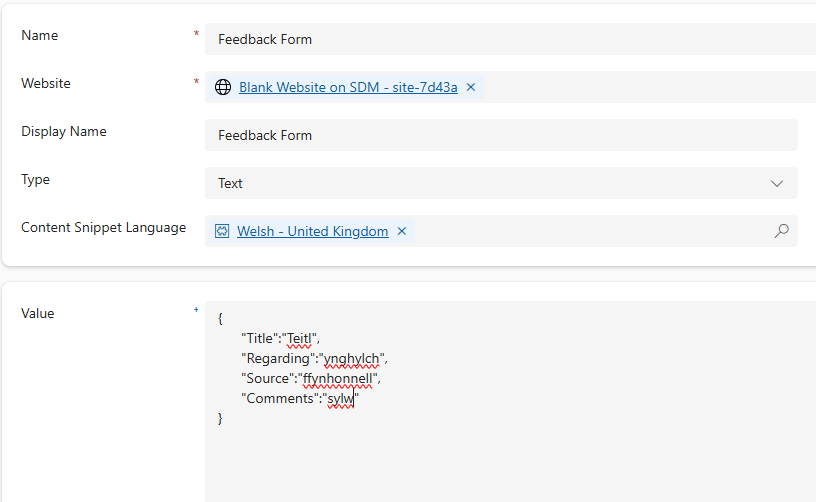 Name * Feedback Form
Website * Blank Website on SDM - site-7d43a ×
Display Name Feedback Form
Type Text
Content Snippet Language Welsh - United Kingdom ×
Value + {
"Title":"Teitl",
"Regarding":"ynghylch",
"Source":"ffynhonnell",
"Comments":"sylw"
}